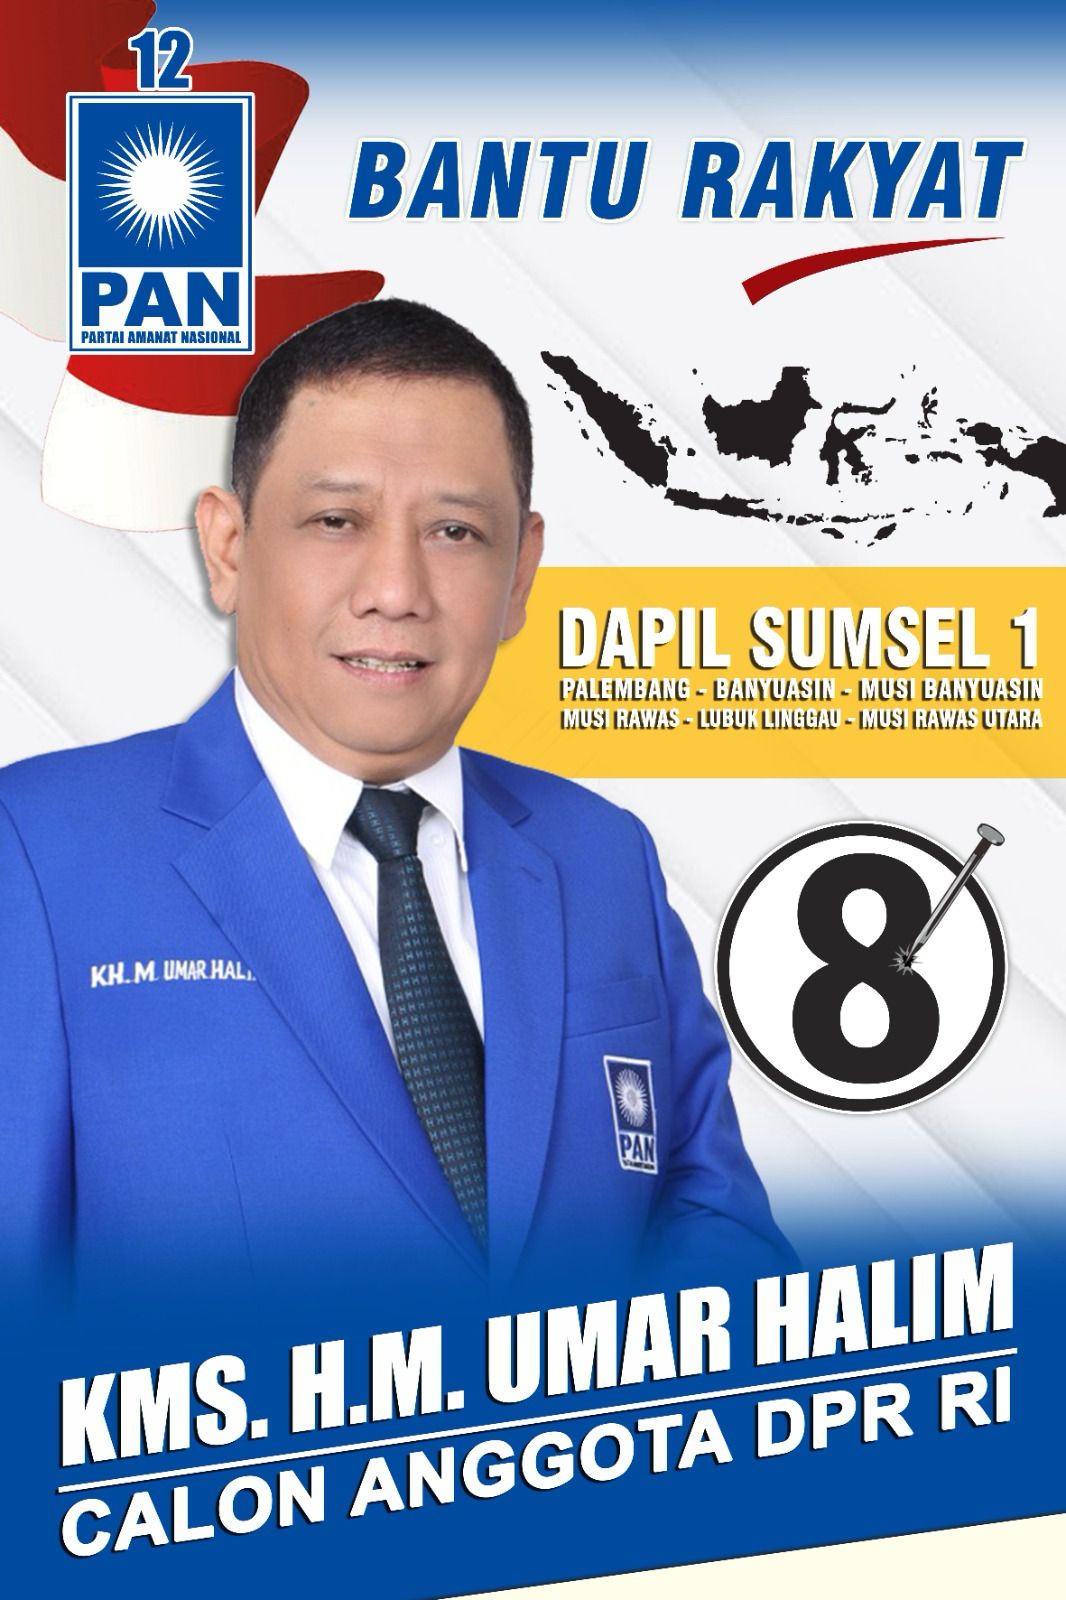 12
PAN
PARTAI AMANAT NASIONAL
BANTU RAKYAT
DAPIL SUMSEL 1
PALEMBANG - BANYUASIN - MUSI BANYUASIN
MUSI RAWAS - LUBUK LINGGAU - MUSI RAWAS UTARA
8
KH. M. UMAR HALI
PAN
KMS. H.M. UMAR HALIM
CALON ANGGOTA DPR RI